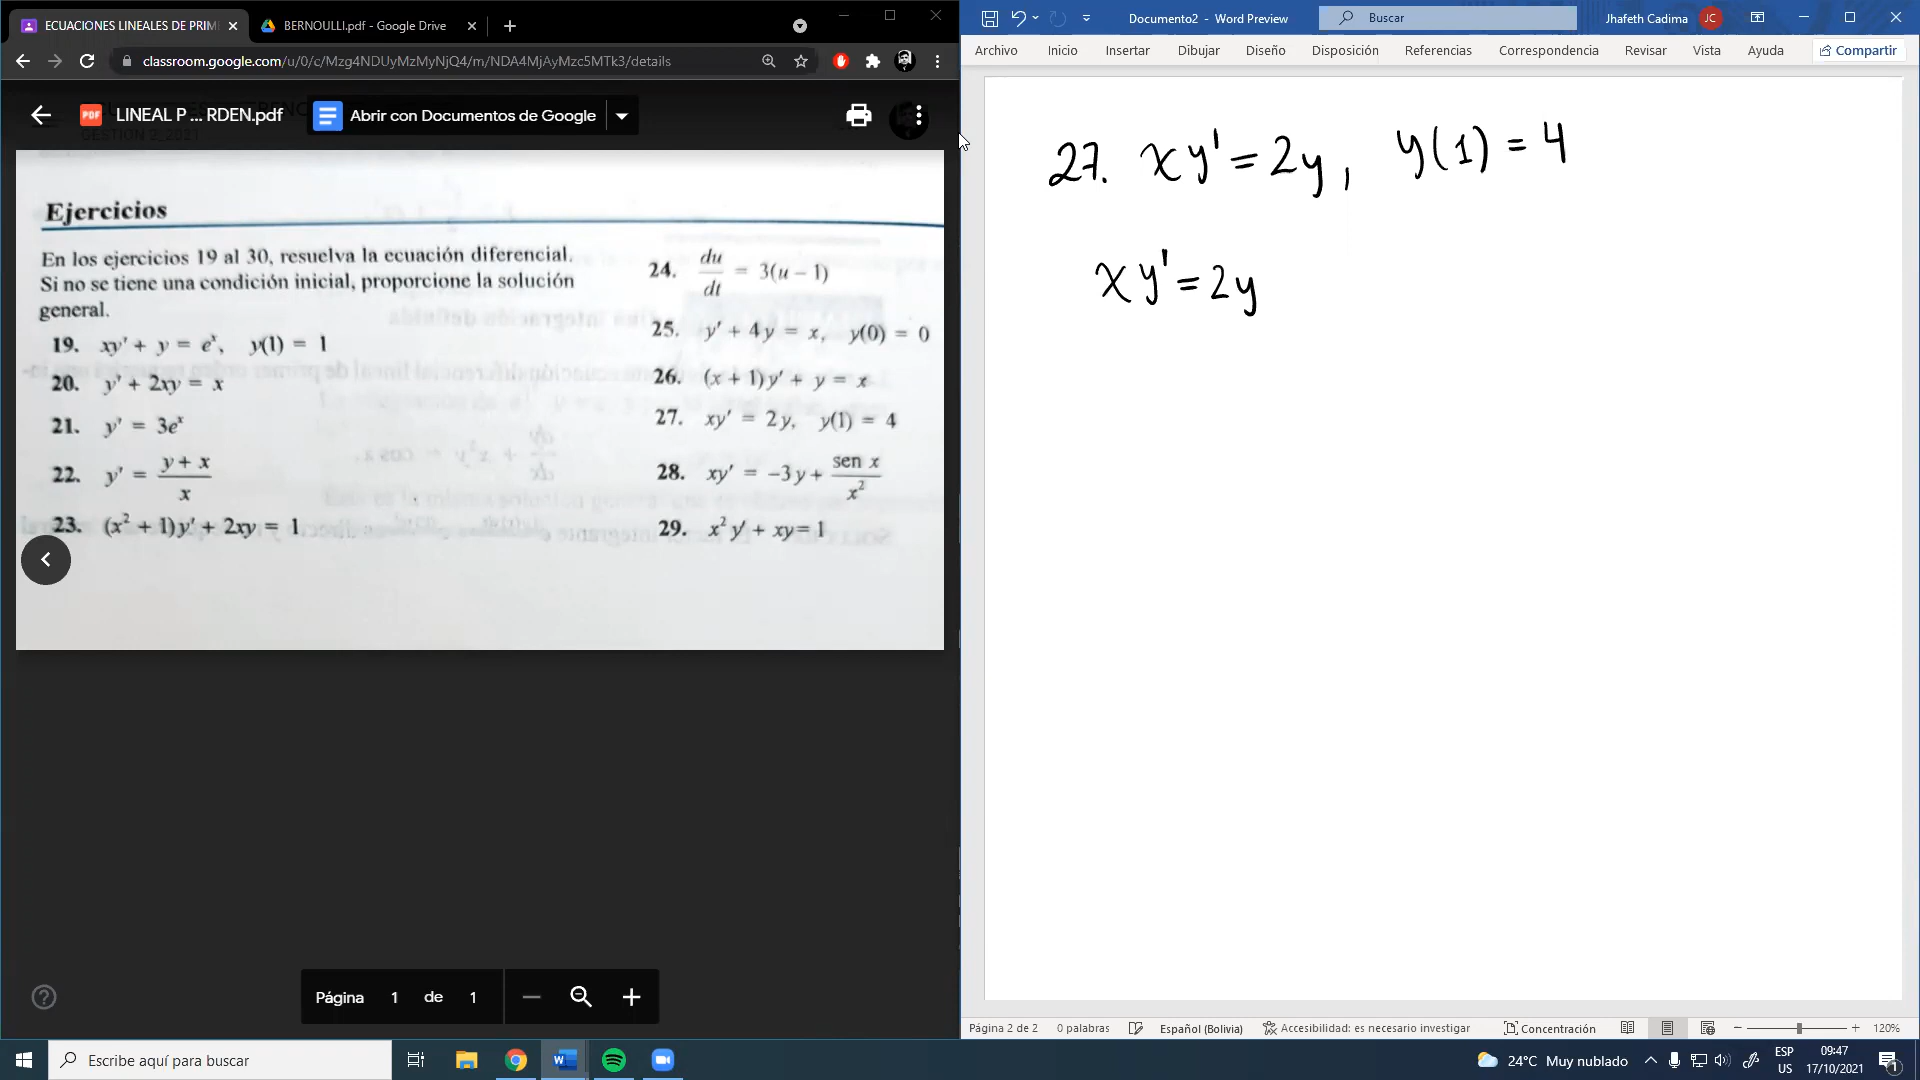 ECUACIONES LINEALES DE PRIM
BERNOULLI.pdf - Google Drive
classroom.google.com/u/0/c/Mzg4NDUyMzMyNjQ4/m/NDA4MjAyMzc5MTk3/details
LINEAL P ... RDEN.pdf
Abrir con Documentos de Google
Ejercicios
En los ejercicios 19 al 30, resuelva la ecuación diferencial.
Si no se tiene una condición inicial, proporcione la solución
general.
19. xy' + y = eˣ, y(1) = 1
20. y' + 2xy = x
21. y' = 3eˣ
22. y' = (y + x)/x
23. (x² + 1)y' + 2xy = 1
24. du/dt = 3(u − 1)
25. y' + 4y = x, y(0) = 0
26. (x + 1)y' + y = x
27. xy' = 2y, y(1) = 4
28. xy' = −3y + sen x/x²
29. x² y' + xy = 1
Página 1 de 1
Documento2 - Word Preview
Buscar
Jhafeth Cadima
JC
Archivo Inicio Insertar Dibujar Diseño Disposición Referencias Correspondencia Revisar Vista Ayuda Compartir
27. xy' = 2y, y(1) = 4
xy' = 2y
Página 2 de 2 0 palabras Español (Bolivia) Accesibilidad: es necesario investigar Concentración 120%
Escribe aquí para buscar
24°C Muy nublado
ESP
US
09:47
17/10/2021
1